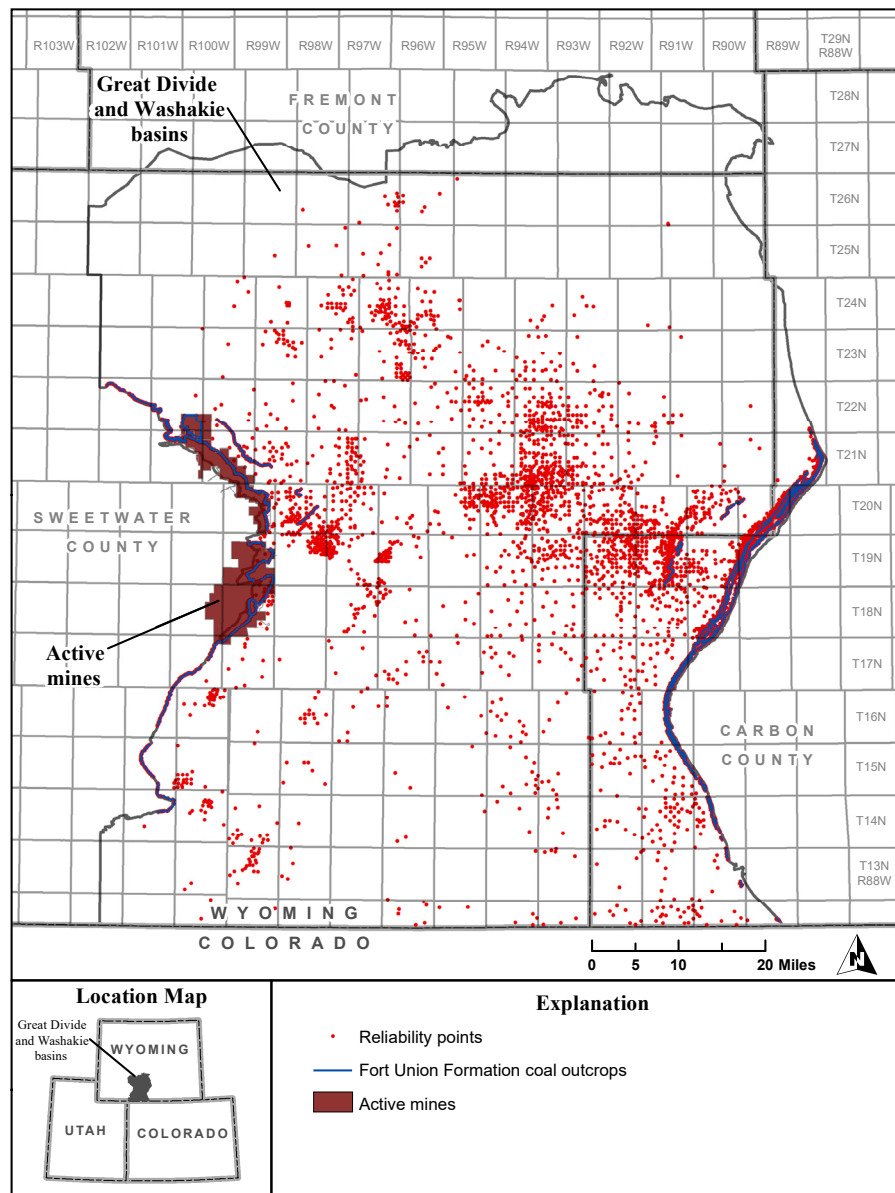 R103W R102W R101W R100W R99W R98W R97W R96W R95W R94W R93W R92W R91W R90W R89W T29N
R88W
Great Divide
and Washakie
basins
FREMONT
COUNTY
T28N
T27N
T26N
T25N
T24N
T23N
T22N
T21N
SWEETWATER
COUNTY
T20N
T19N
T18N
Active
mines
T17N
T16N
CARBON
COUNTY
T15N
T14N
T13N
R88W
WYOMING
COLORADO
0 5 10 20 Miles
N
Location Map
Great Divide
and Washakie
basins
WYOMING
UTAH
COLORADO
Explanation
Reliability points
Fort Union Formation coal outcrops
Active mines